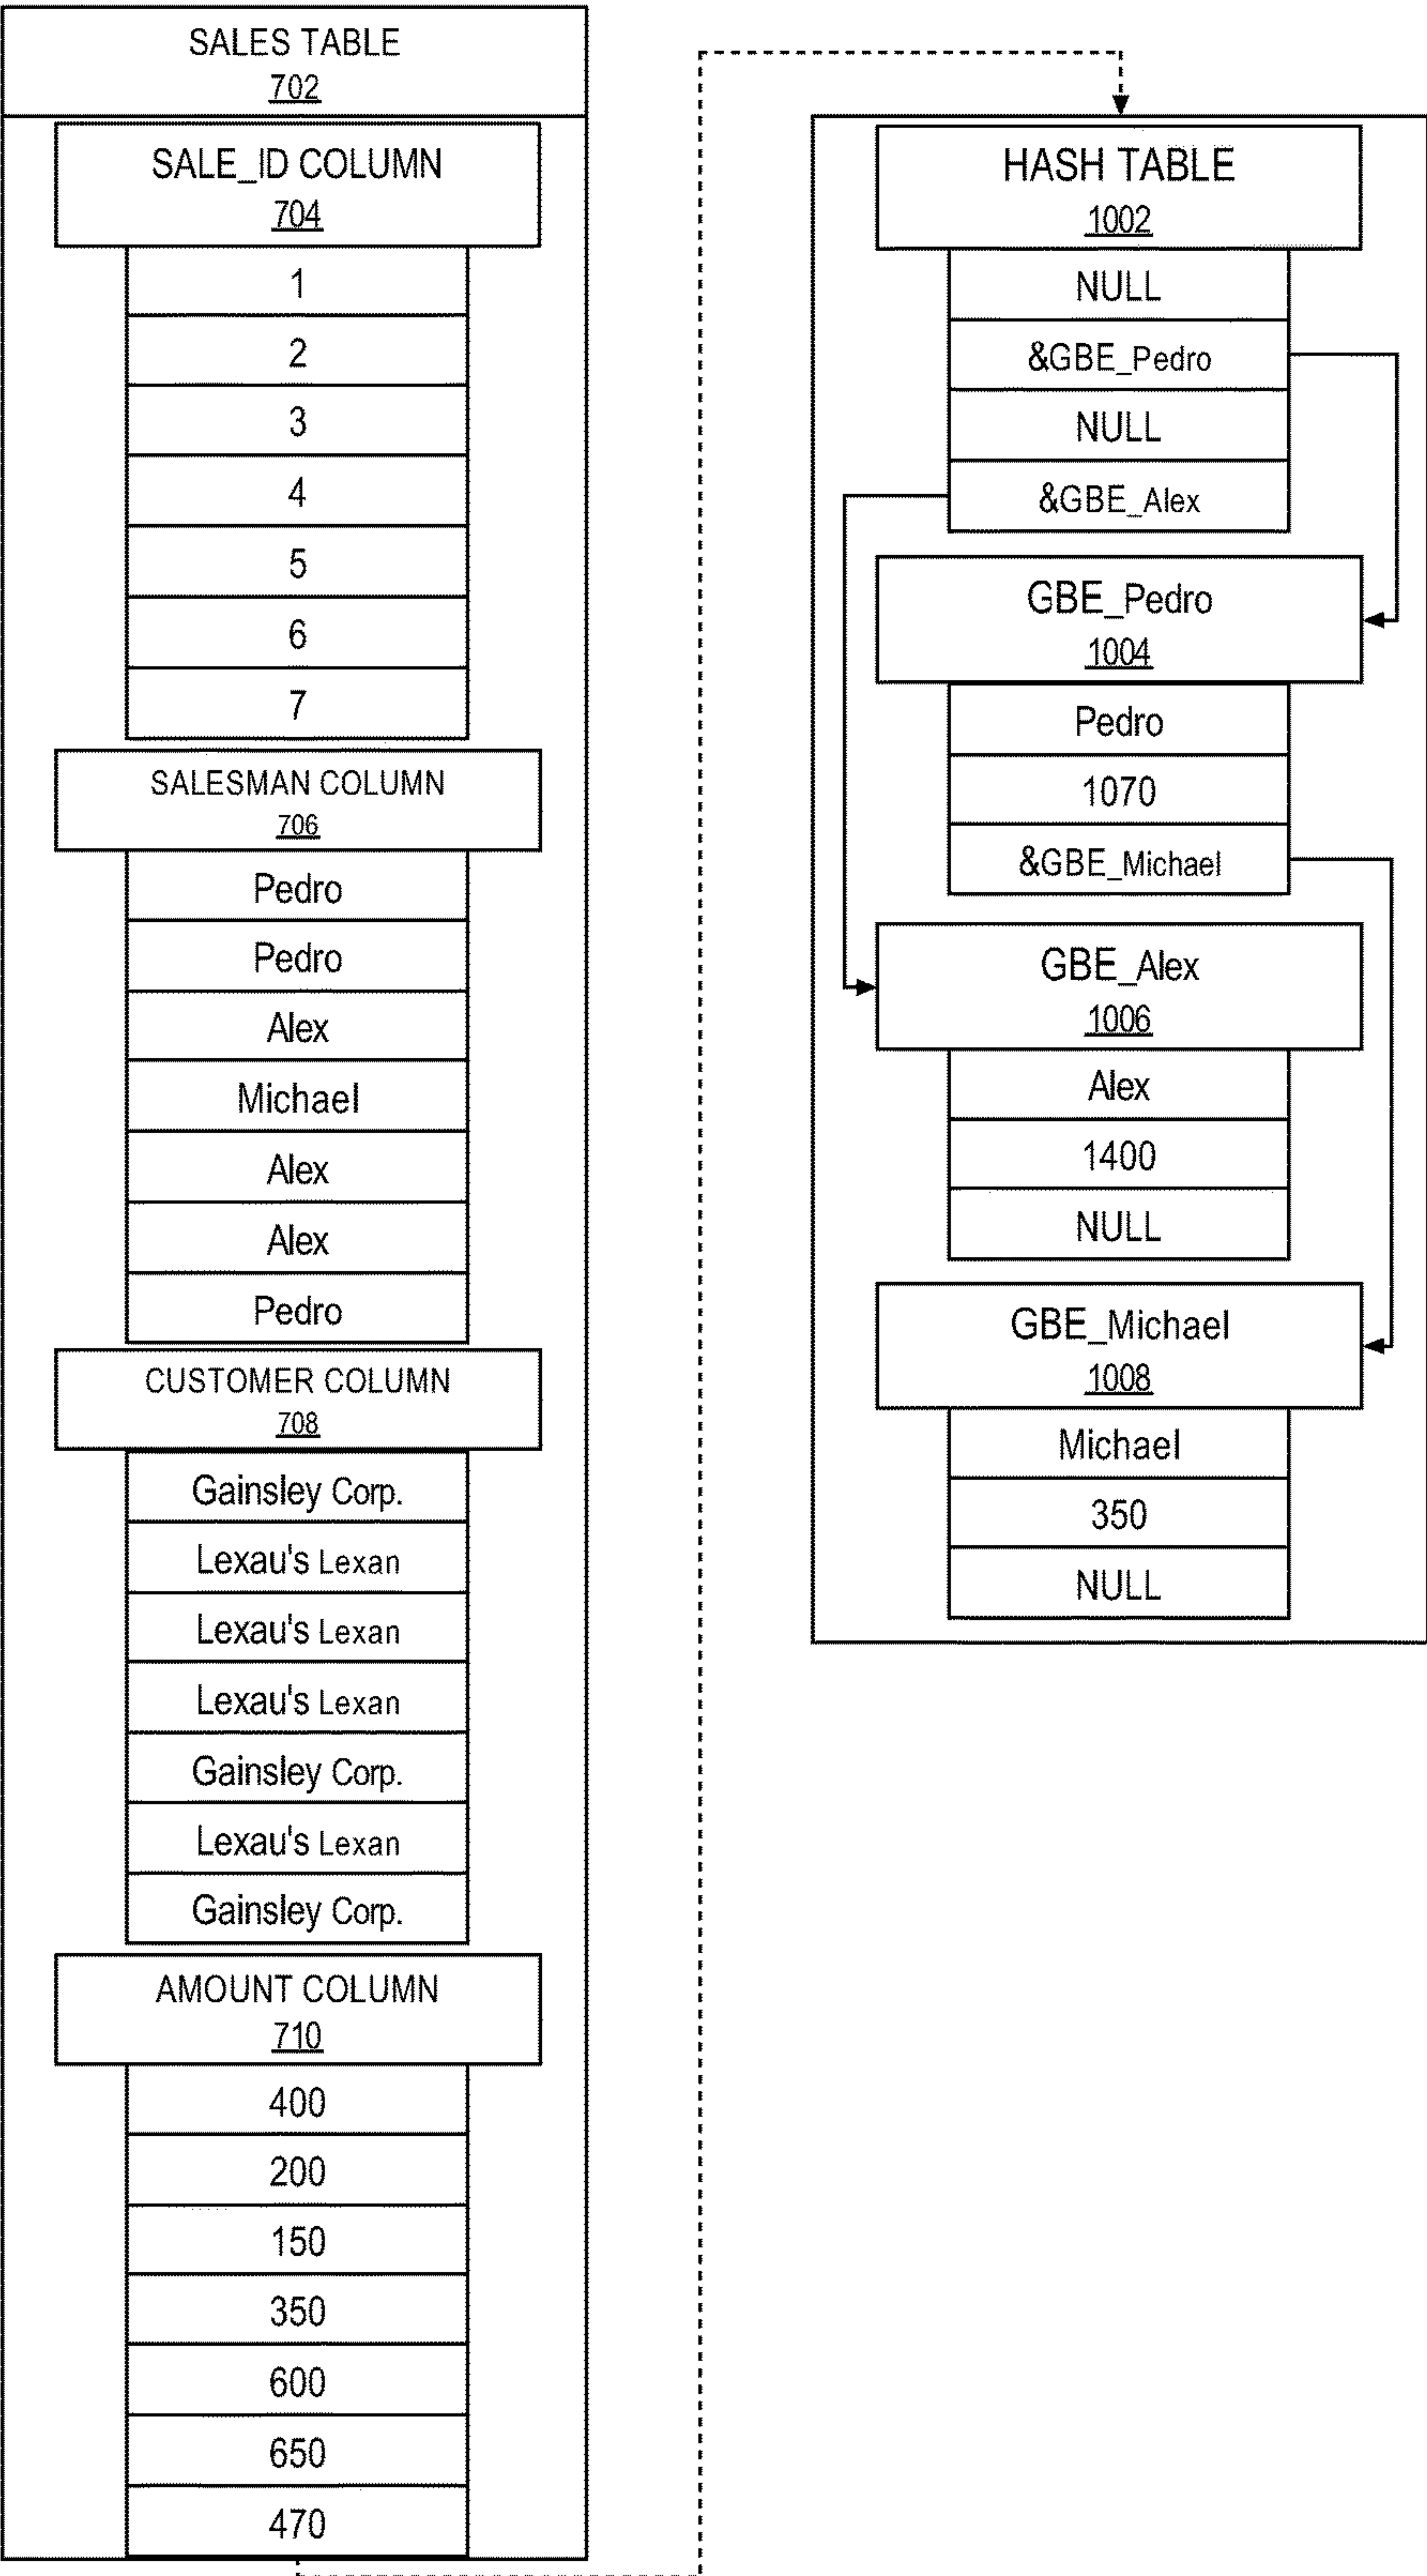 SALES TABLE
702
SALE_ID COLUMN
704
1
2
3
4
5
6
7
SALESMAN COLUMN
706
Pedro
Pedro
Alex
Michael
Alex
Alex
Pedro
CUSTOMER COLUMN
708
Gainsley Corp.
Lexau's Lexan
Lexau's Lexan
Lexau's Lexan
Gainsley Corp.
Lexau's Lexan
Gainsley Corp.
AMOUNT COLUMN
710
400
200
150
350
600
650
470
HASH TABLE
1002
NULL
&GBE_Pedro
NULL
&GBE_Alex
GBE_Pedro
1004
Pedro
1070
&GBE_Michael
GBE_Alex
1006
Alex
1400
NULL
GBE_Michael
1008
Michael
350
NULL